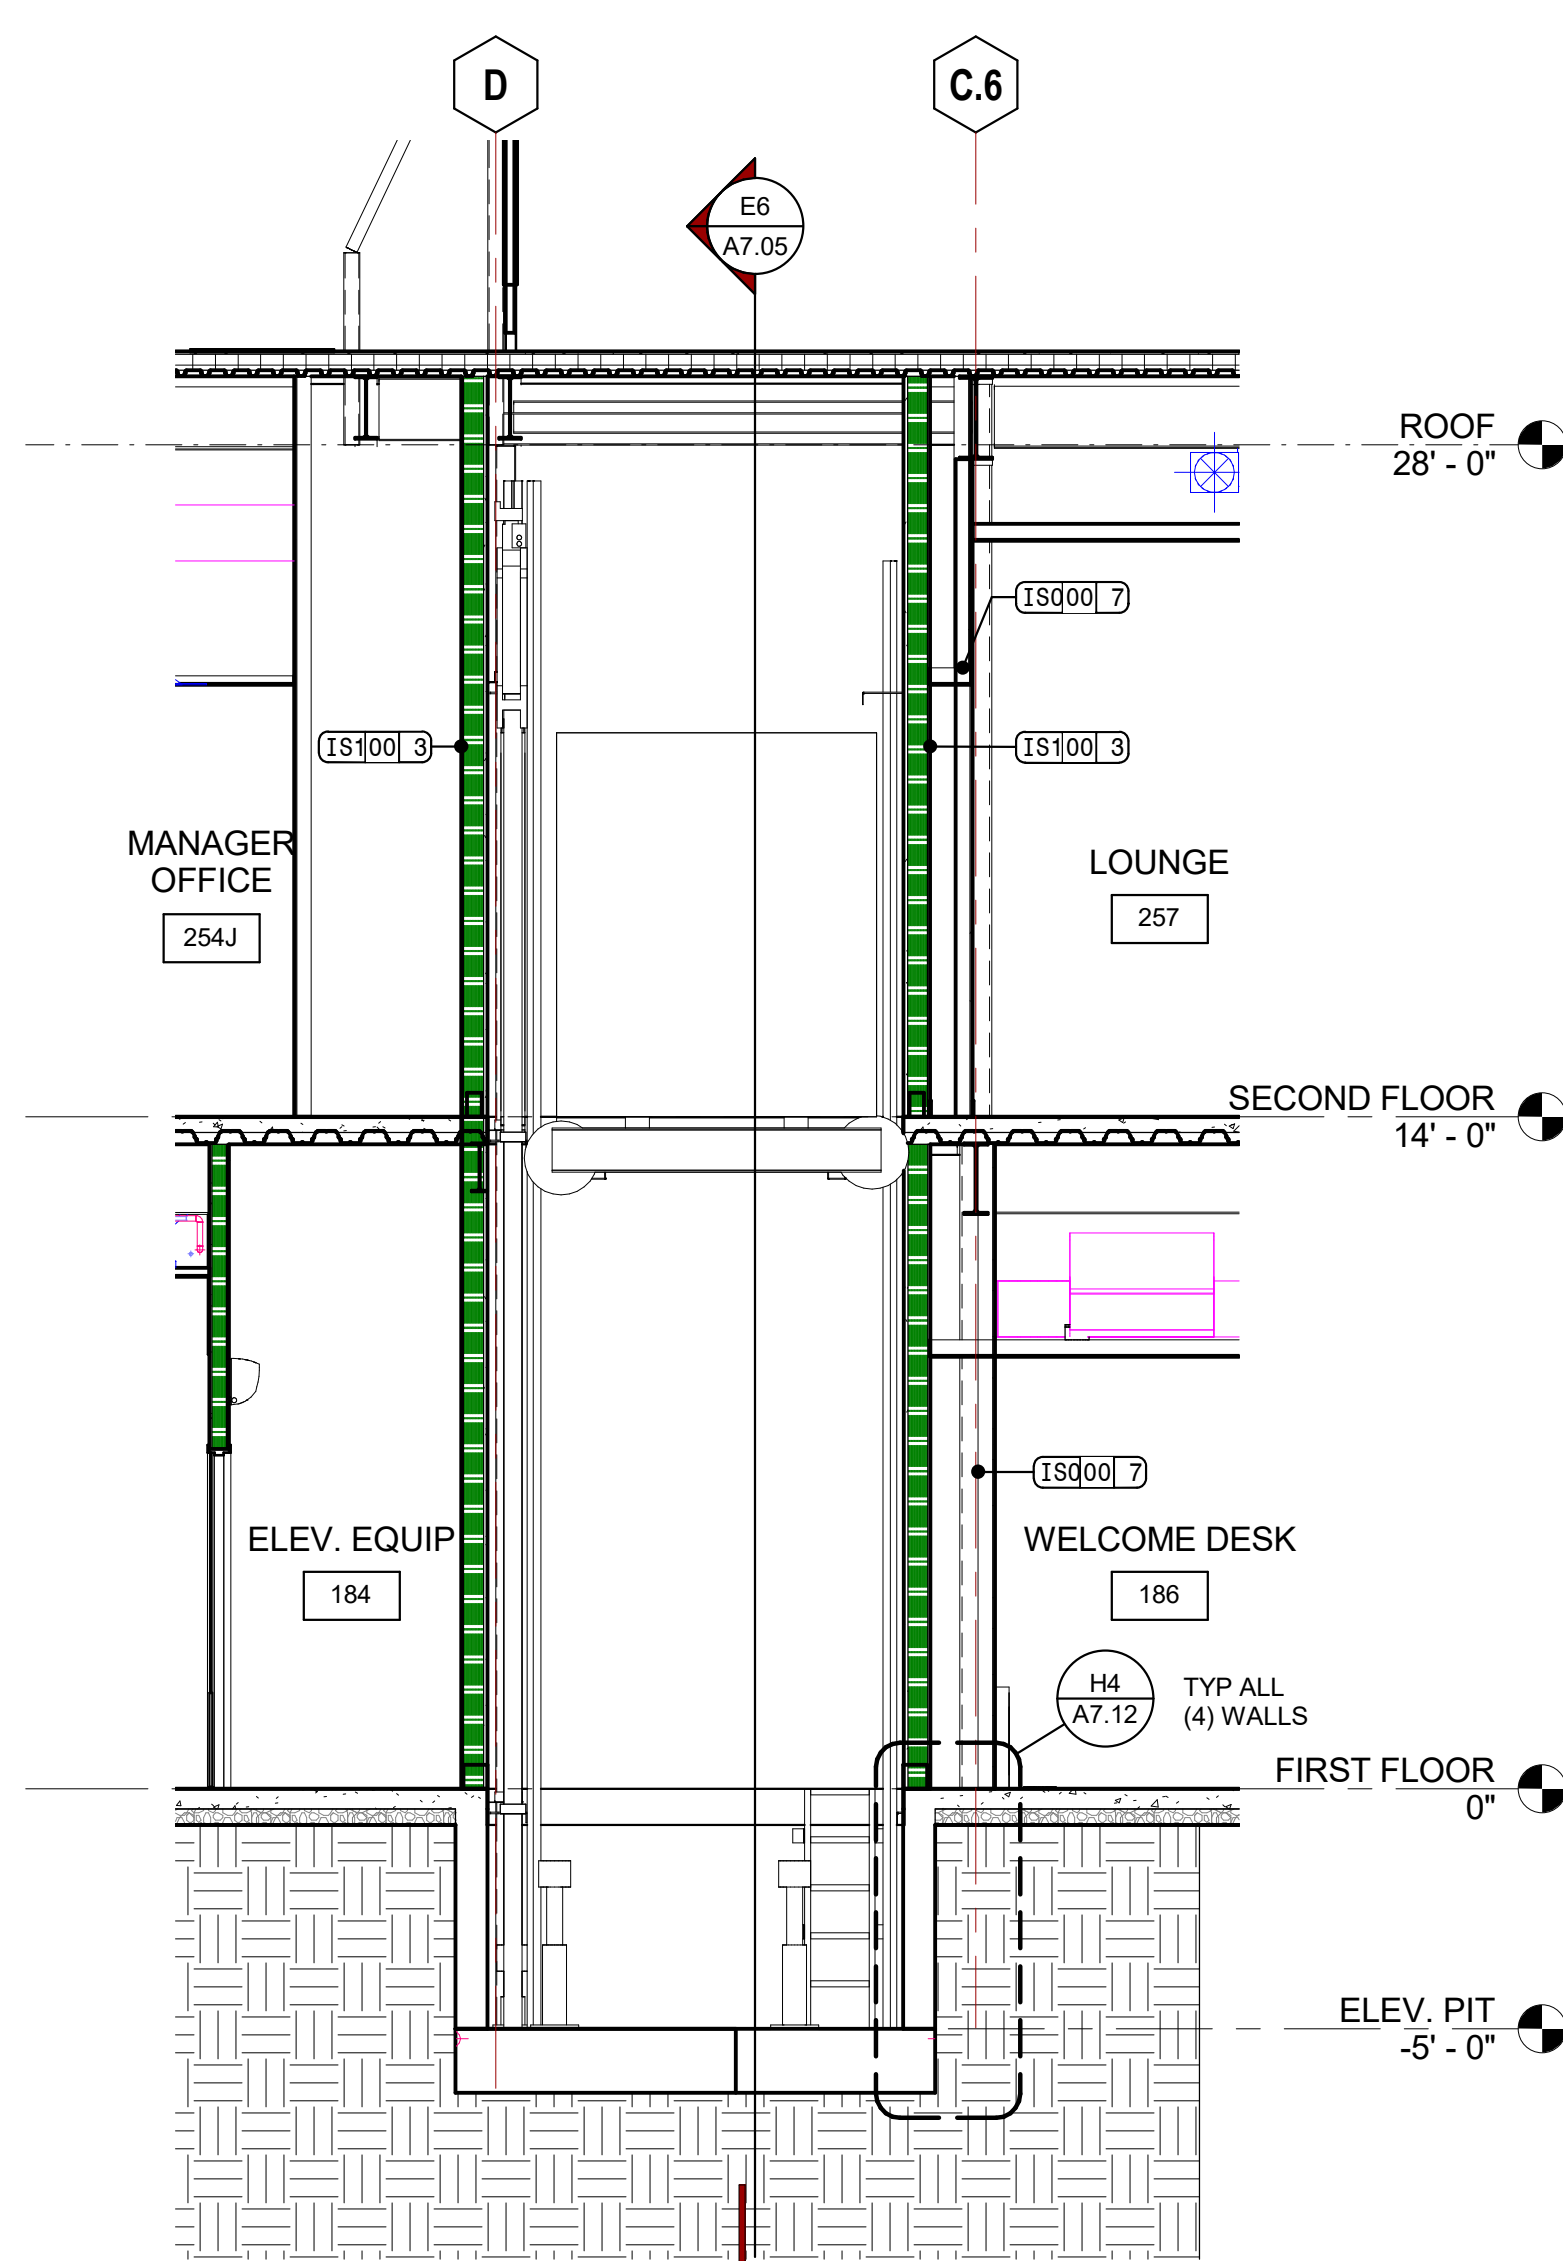 D
C.6
E6
A7.05
ROOF
28' - 0"
IS000 7
IS100 3
IS100 3
MANAGER
OFFICE
254J
LOUNGE
257
SECOND FLOOR
14' - 0"
IS000 7
ELEV. EQUIP
184
WELCOME DESK
186
H4
A7.12
TYP ALL
(4) WALLS
FIRST FLOOR
0"
ELEV. PIT
-5' - 0"